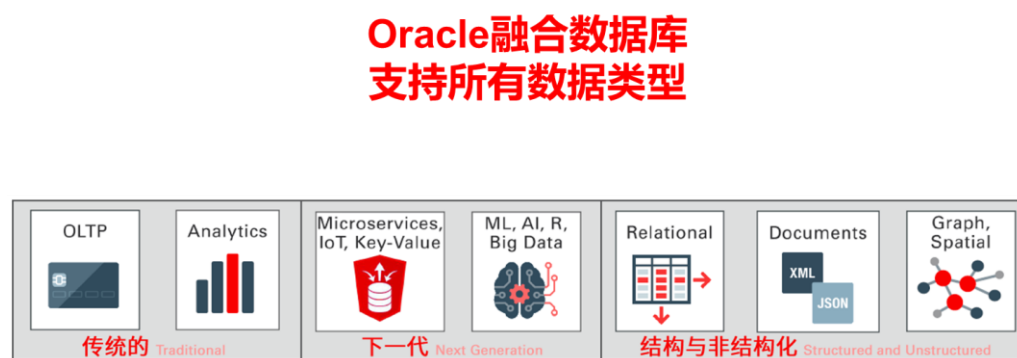 Oracle融合数据库
支持所有数据类型
OLTP
Analytics
Microservices,
IoT, Key-Value
ML, AI, R,
Big Data
Relational
Documents
XML
JSON
Graph,
Spatial
传统的 Traditional
下一代 Next Generation
结构与非结构化 Structured and Unstructured